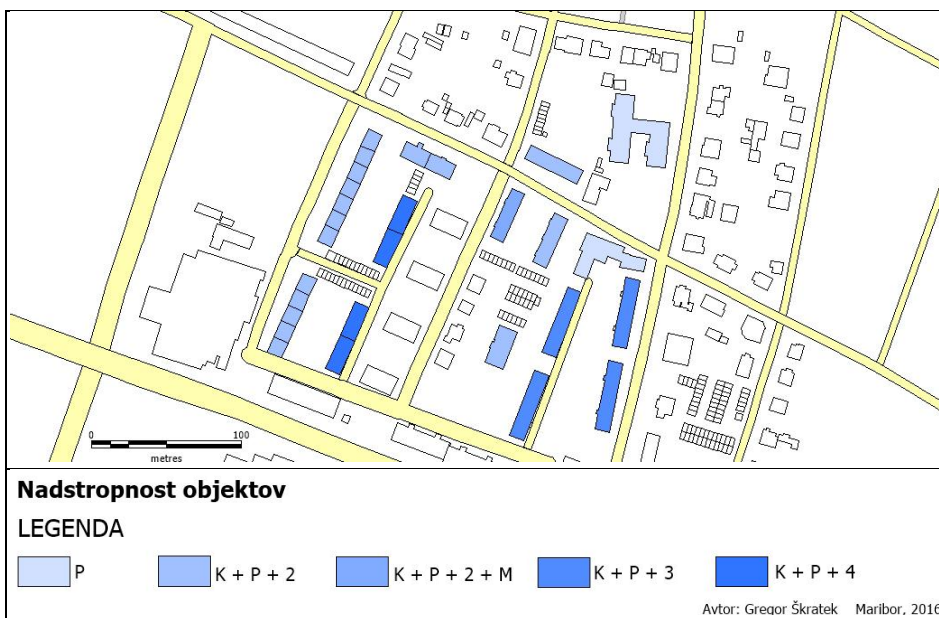 0 100
metres
Nadstropnost objektov
LEGENDA
P K + P + 2 K + P + 2 + M K + P + 3 K + P + 4
Avtor: Gregor Škratek Maribor, 2016